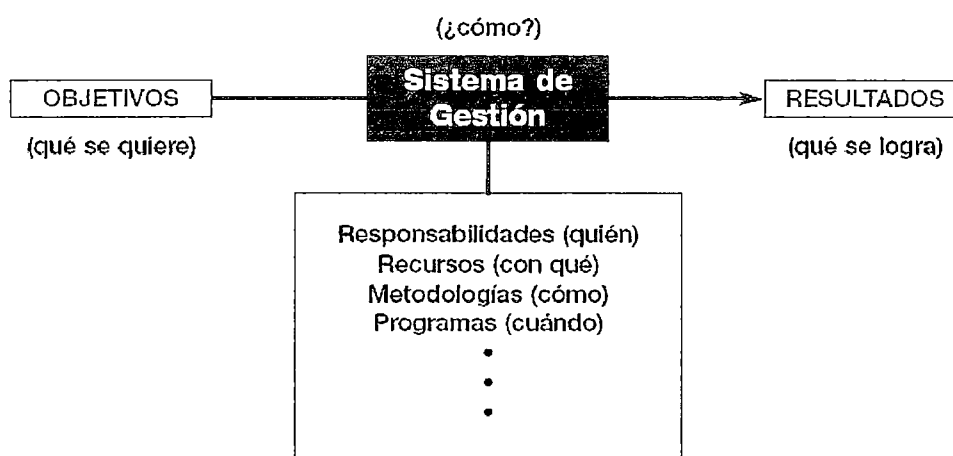 (¿cómo?)
Sistema de
Gestión
OBJETIVOS
(qué se quiere)
RESULTADOS
(qué se logra)
Responsabilidades (quién)
Recursos (con qué)
Metodologías (cómo)
Programas (cuándo)